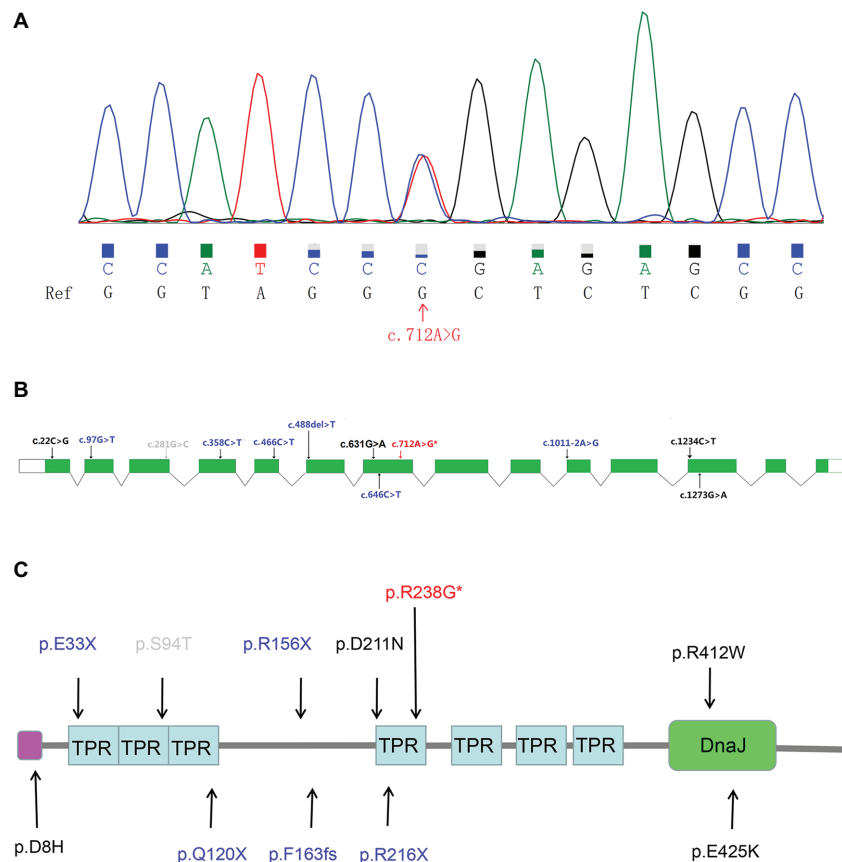 A
C C A T C C C G A G A G C C
Ref G G T A G G G C T C T G G G
c.712A>G
B
c.22C>G c.97G>T c.281G>C c.358C>T c.466C>T c.488del>T c.631G>A c.712A>G* c.1011-2A>G c.1234C>T
c.646C>T c.1273G>A
C
p.R238G*
p.E33X p.S94T p.R156X p.D211N p.R412W
TPR TPR TPR TPR TPR TPR TPR DnaJ
p.D8H p.Q120X p.F163fs p.R216X p.E425K